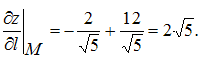 ∂z/∂l|_M = -2/√5 + 12/√5 = 2·√5.